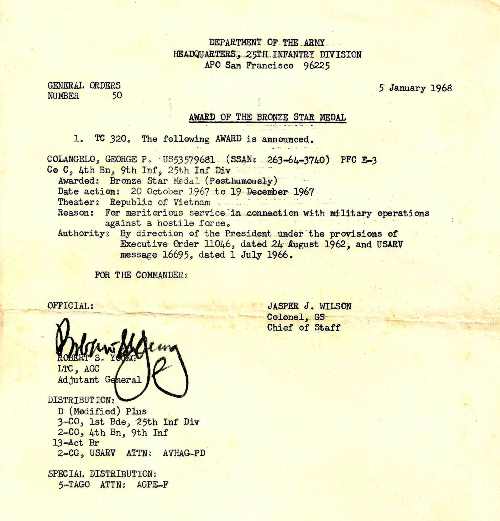 DEPARTMENT OF THE ARMY
HEADQUARTERS, 25TH INFANTRY DIVISION
APO San Francisco 96225
GENERAL ORDERS
NUMBER 50
5 January 1968
AWARD OF THE BRONZE STAR MEDAL
1. TC 320. The following AWARD is announced.
COLANGELO, GEORGE P. US53579681 (SSAN: 263-64-3740) PFC E-3
Co C, 4th Bn, 9th Inf, 25th Inf Div
Awarded: Bronze Star Medal (Posthumously)
Date action: 20 October 1967 to 19 December 1967
Theater: Republic of Vietnam
Reason: For meritorious service in connection with military operations
against a hostile force.
Authority: By direction of the President under the provisions of
Executive Order 11046, dated 24 August 1962, and USARV
message 16695, dated 1 July 1966.
FOR THE COMMANDER:
OFFICIAL:
JASPER J. WILSON
Colonel, GS
Chief of Staff
ROBERT S. YOUNG
LTC, AGC
Adjutant General
DISTRIBUTION:
D (Modified) Plus
3-CO, 1st Bde, 25th Inf Div
2-CO, 4th Bn, 9th Inf
13-Act Br
2-CG, USARV ATTN: AVHAG-PD
SPECIAL DISTRIBUTION:
5-TAGO ATTN: AGPE-F